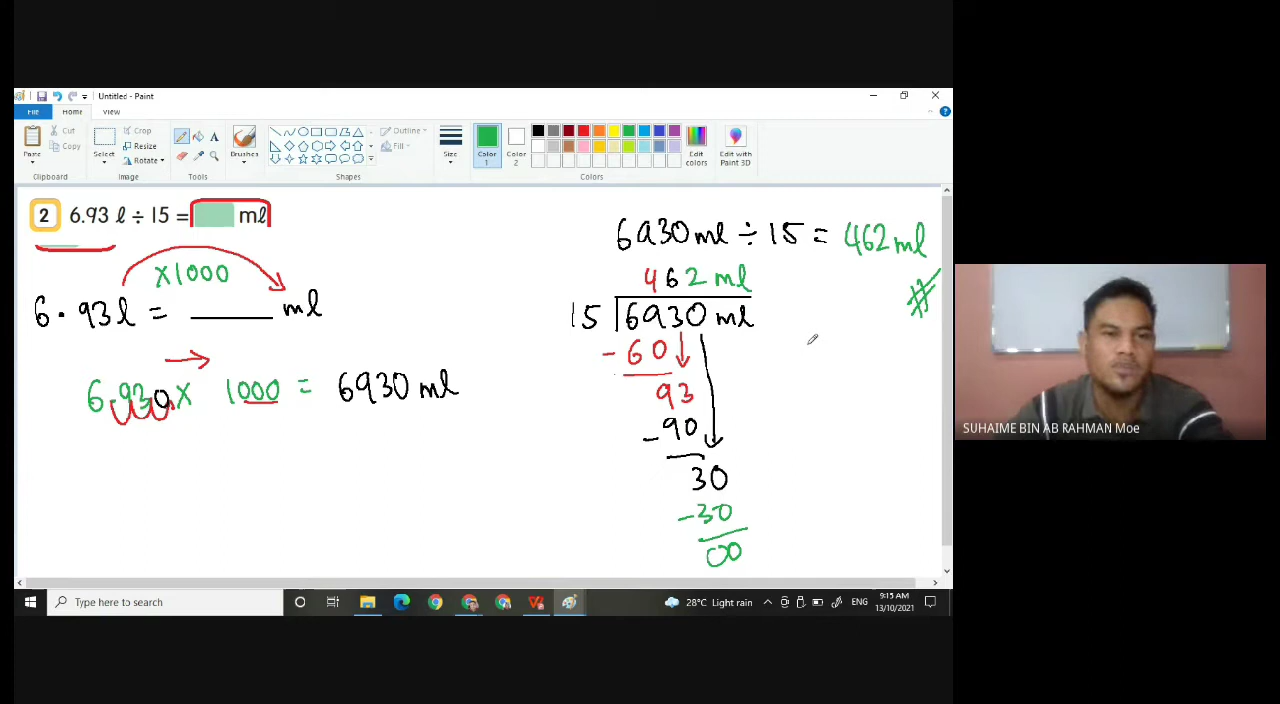 Untitled - Paint
File Home View
Paste
Cut
Copy
Select
Crop
Resize
Rotate
Brushes
Outline
Fill
Size
Color 1
Color 2
Edit colors
Edit with Paint 3D
Clipboard
Image
Tools
Shapes
Colors
2 6.93 l ÷ 15 = ml
×1000
6.93 l = ______ ml
6.930 × 1000 = 6930 ml
6930 ml ÷ 15 = 462 ml
462 ml
15 6930 ml
- 60
93
- 90
30
- 30
00
SUHAIME BIN AB RAHMAN Moe
Type here to search
28°C Light rain
ENG
9:15 AM
13/10/2021